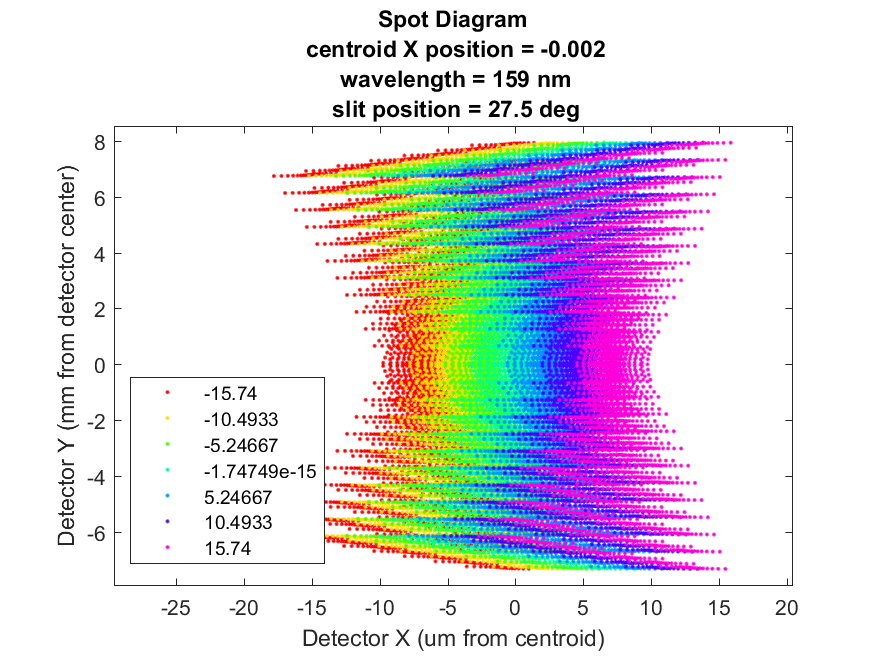 Spot Diagram
centroid X position = -0.002
wavelength = 159 nm
slit position = 27.5 deg
8
6
4
2
0
-2
-4
-6
Detector Y (mm from detector center)
-15.74
-10.4933
-5.24667
-1.74749e-15
5.24667
10.4933
15.74
-25 -20 -15 -10 -5 0 5 10 15 20
Detector X (um from centroid)